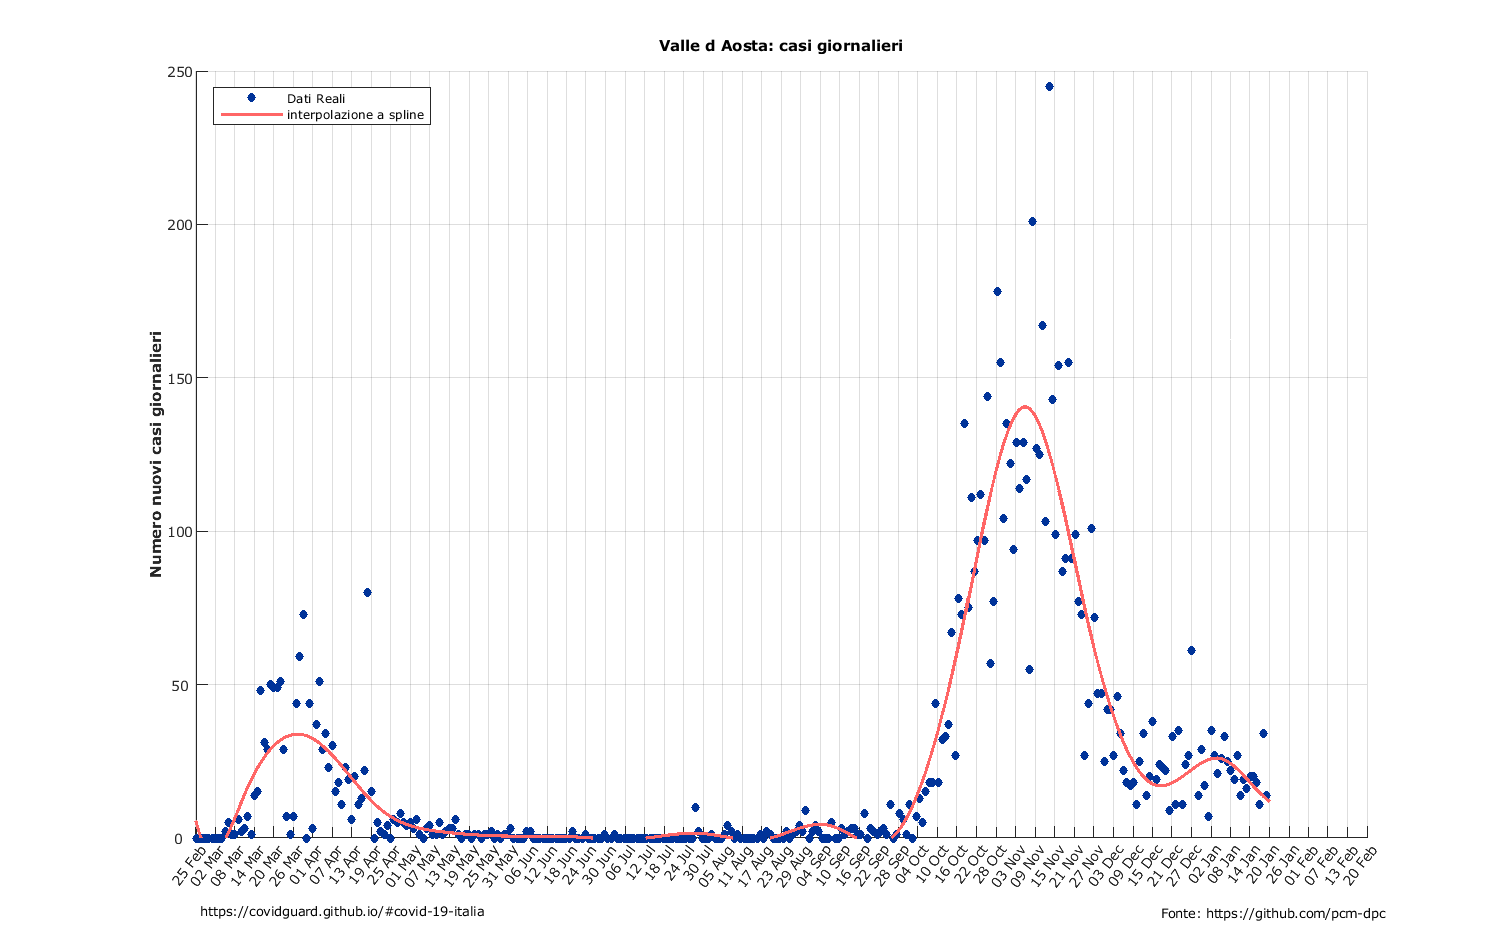 Valle d Aosta: casi giornalieri
Dati Reali
interpolazione a spline
Numero nuovi casi giornalieri
250
200
150
100
50
0
25 Feb
02 Mar
08 Mar
14 Mar
20 Mar
26 Mar
01 Apr
07 Apr
13 Apr
19 Apr
25 Apr
01 May
07 May
13 May
19 May
25 May
31 May
06 Jun
12 Jun
18 Jun
24 Jun
30 Jun
06 Jul
12 Jul
18 Jul
24 Jul
30 Jul
05 Aug
11 Aug
17 Aug
23 Aug
29 Aug
04 Sep
10 Sep
16 Sep
22 Sep
28 Sep
04 Oct
10 Oct
16 Oct
22 Oct
28 Oct
03 Nov
09 Nov
15 Nov
21 Nov
27 Nov
03 Dec
09 Dec
15 Dec
21 Dec
27 Dec
02 Jan
08 Jan
14 Jan
20 Jan
26 Jan
01 Feb
07 Feb
13 Feb
20 Feb
https://covidguard.github.io/#covid-19-italia
Fonte: https://github.com/pcm-dpc